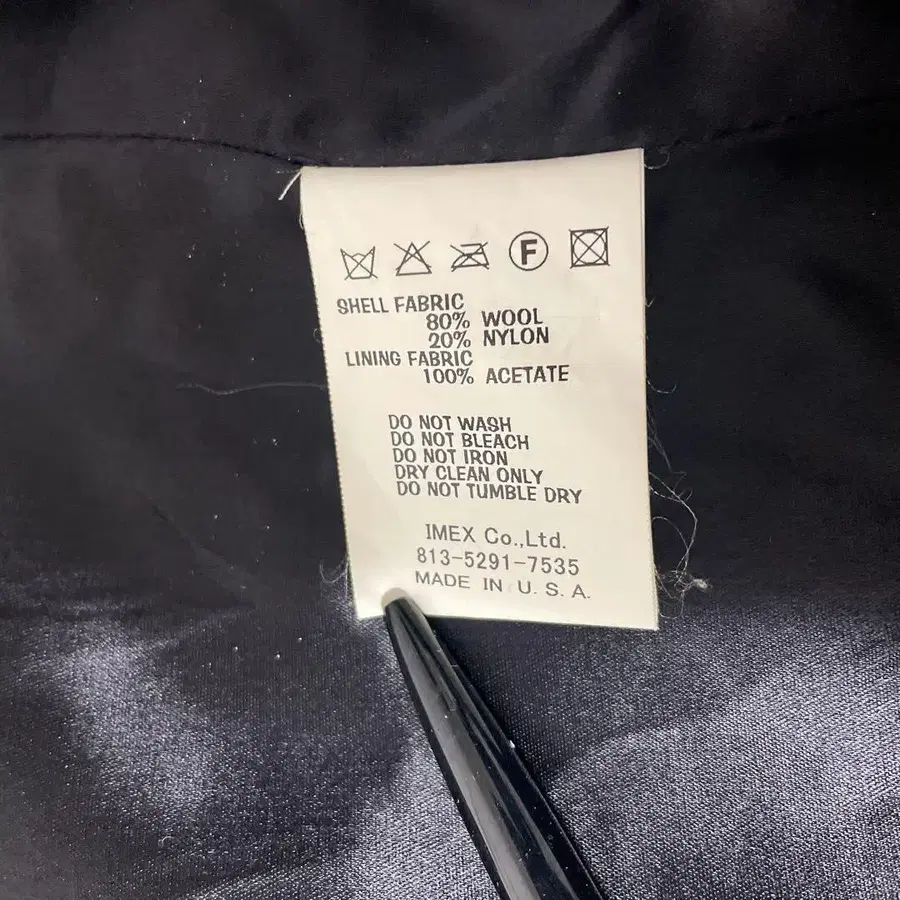 F
SHELL FABRIC
80% WOOL
20% NYLON
LINING FABRIC
100% ACETATE
DO NOT WASH
DO NOT BLEACH
DO NOT IRON
DRY CLEAN ONLY
DO NOT TUMBLE DRY
IMEX Co.,Ltd.
813-5291-7535
MADE IN U. S. A.